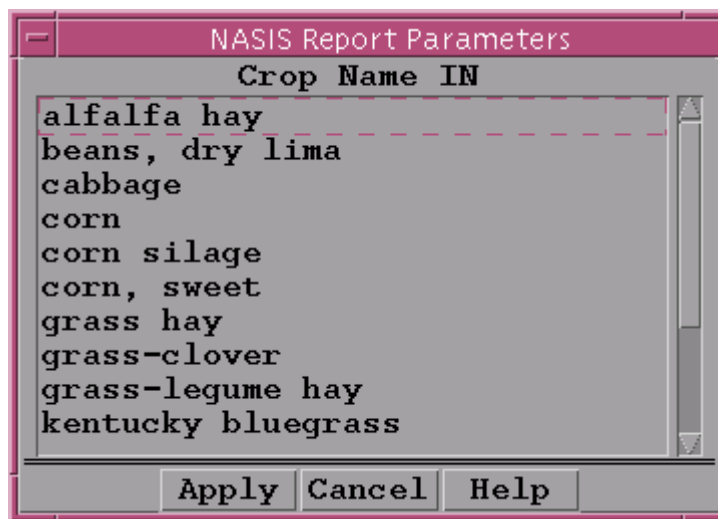 NASIS Report Parameters
Crop Name IN
alfalfa hay
beans, dry lima
cabbage
corn
corn silage
corn, sweet
grass hay
grass-clover
grass-legume hay
kentucky bluegrass
Apply Cancel Help